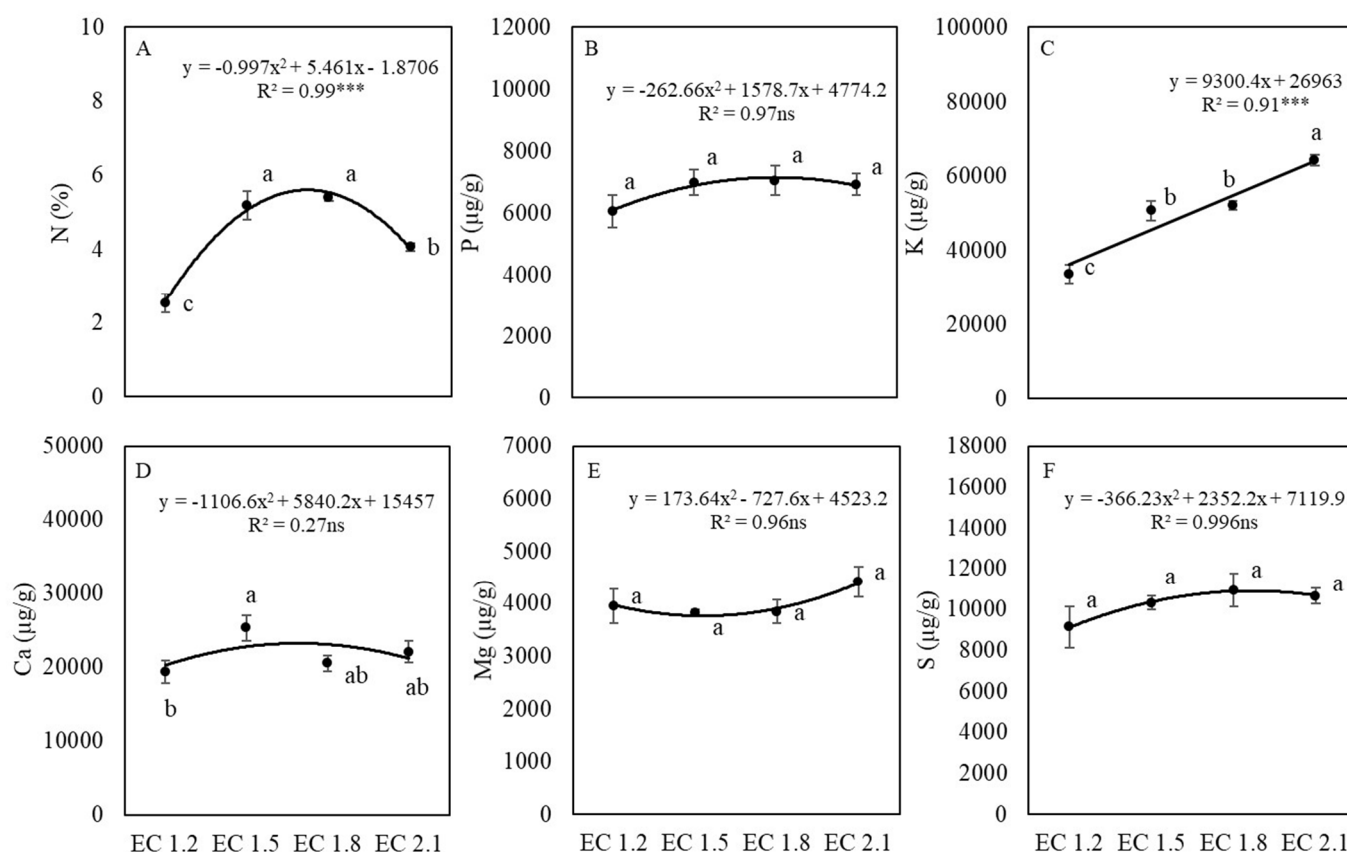 A
y = -0.997x² + 5.461x - 1.8706
R² = 0.99***
N (%)
10
8
6
4
2
0
c
a
a
b
B
y = -262.66x² + 1578.7x + 4774.2
R² = 0.97ns
P (µg/g)
12000
10000
8000
6000
4000
2000
0
a
a
a
a
C
y = 9300.4x + 26963
R² = 0.91***
K (µg/g)
100000
80000
60000
40000
20000
0
c
b
b
a
D
y = -1106.6x² + 5840.2x + 15457
R² = 0.27ns
Ca (µg/g)
50000
40000
30000
20000
10000
0
b
a
ab
ab
EC 1.2 EC 1.5 EC 1.8 EC 2.1
E
y = 173.64x² - 727.6x + 4523.2
R² = 0.96ns
Mg (µg/g)
7000
6000
5000
4000
3000
2000
1000
0
a
a
a
a
EC 1.2 EC 1.5 EC 1.8 EC 2.1
F
y = -366.23x² + 2352.2x + 7119.9
R² = 0.996ns
S (µg/g)
18000
16000
14000
12000
10000
8000
6000
4000
2000
0
a
a
a
a
EC 1.2 EC 1.5 EC 1.8 EC 2.1